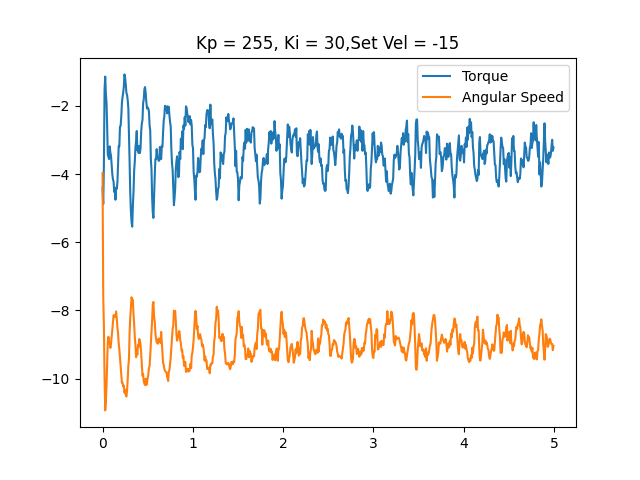 Kp = 255, Ki = 30,Set Vel = -15
Torque
Angular Speed
−2
−4
−6
−8
−10
0 1 2 3 4 5